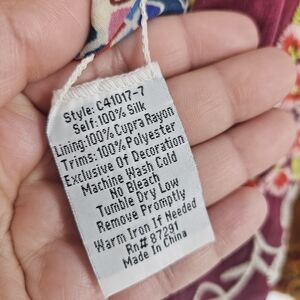 Style: C41017-7
Self:100% Silk
Lining:100% Cupra Rayon
Trims: 100% Polyester
Exclusive Of Decoration
Machine Wash Cold
No Bleach
Tumble Dry Low
Remove Promptly
Warm Iron If Needed
Rn# 87291
Made In China